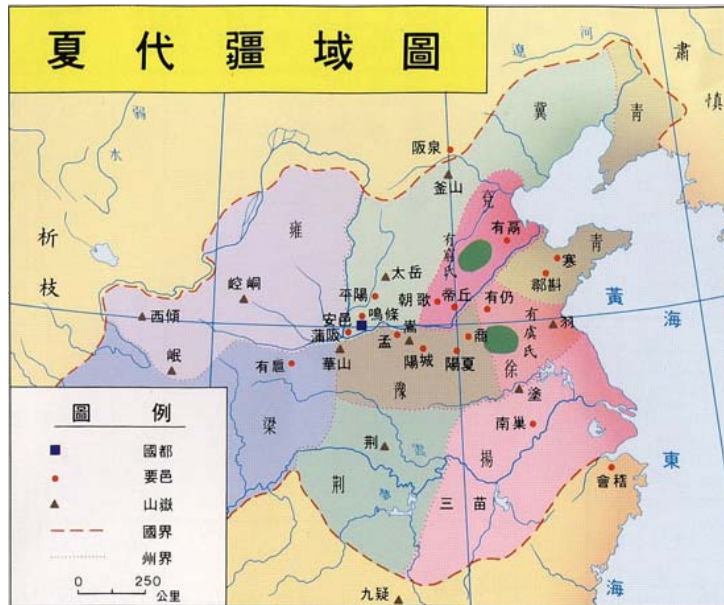 夏代疆域圖
遼河
肅慎
弱水
冀
青
阪泉
釜山
兗
有鬲
有窮氏
青
寒
斟鄩
雍
析枝
崆峒
太岳
平陽
朝歌
帝丘
有仍
黃海
西傾
安邑
鳴條
蒲阪
孟
嵩
商
有虞氏
羽
岷
有扈
華山
陽城
陽夏
徐
豫
塗
梁
南巢
荆
雲夢
揚
荆
三苗
會稽
東海
九疑
圖例
國都
要邑
山嶽
國界
州界
0 250
公里